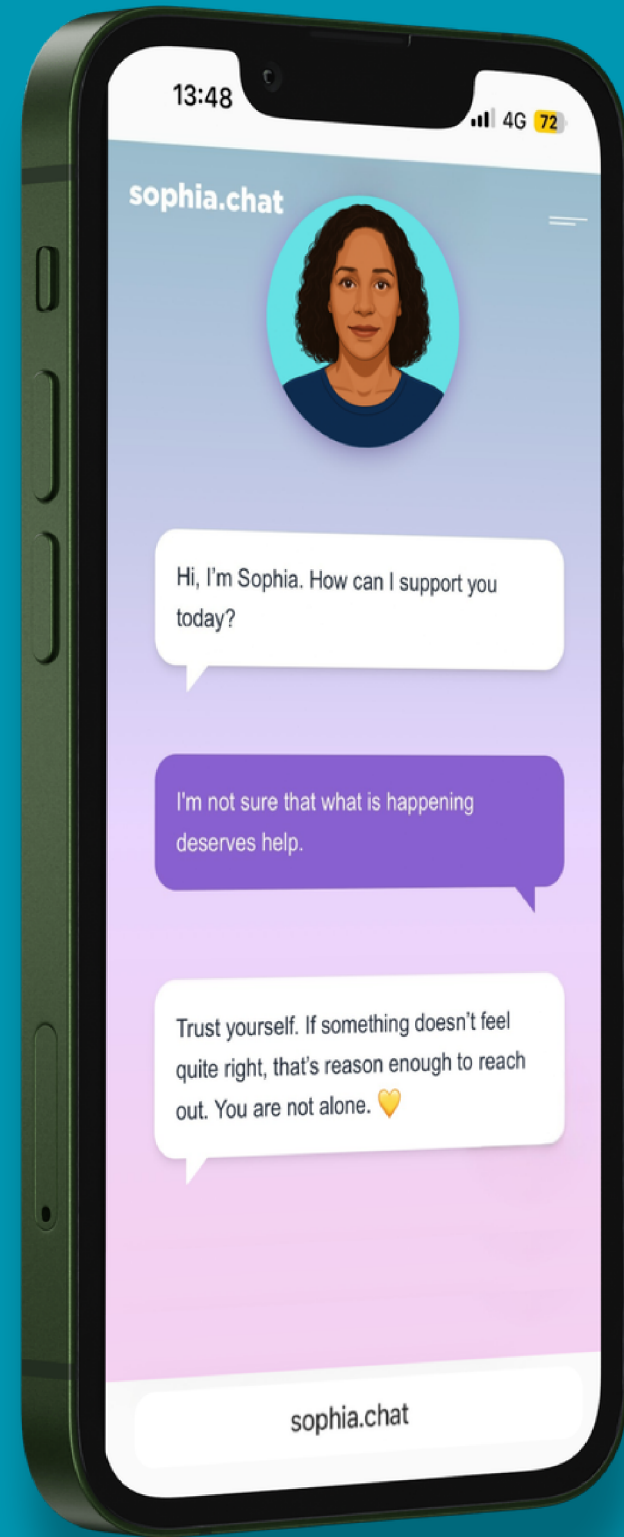 13:48
4G 72
sophia.chat
Hi, I'm Sophia. How can I support you
today?
I'm not sure that what is happening
deserves help.
Trust yourself. If something doesn’t feel
quite right, that’s reason enough to reach
out. You are not alone. 💛
sophia.chat